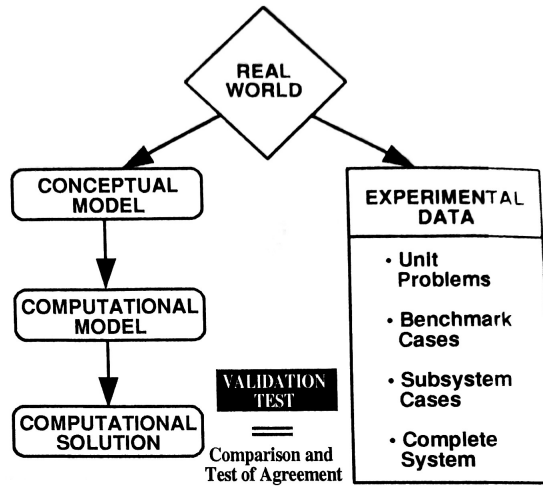 REAL
WORLD
CONCEPTUAL
MODEL
COMPUTATIONAL
MODEL
COMPUTATIONAL
SOLUTION
VALIDATION
TEST
Comparison and
Test of Agreement
EXPERIMENTAL
DATA
• Unit
Problems
• Benchmark
Cases
• Subsystem
Cases
• Complete
System